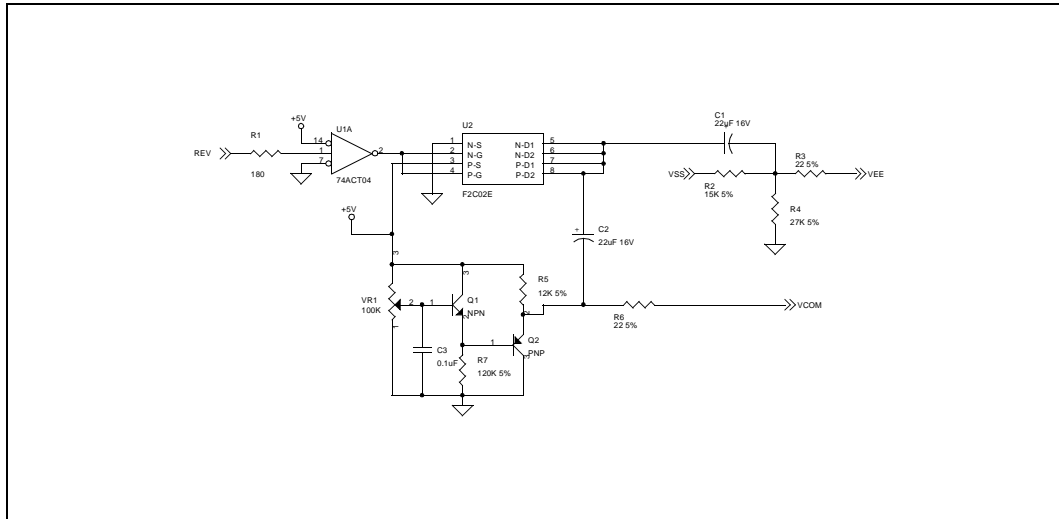 C1
22µF 16V
+5V
U1A
U2
R1
14
1
7
2
REV
180
74ACT04
1
2
3
4
N-S
N-G
P-S
P-G
N-D1
N-D2
P-D1
P-D2
5
6
7
8
F2C02E
VSS
R2
15K 5%
R3
22 5%
VEE
R4
27K 5%
+5V
C2
+
22uF 16V
3
VR1
100K
2
1
1
3
Q1
NPN
2
R5
12K 5%
2
R6
22 5%
VCOM
C3
0.1uF
R7
120K 5%
1
Q2
PNP
3